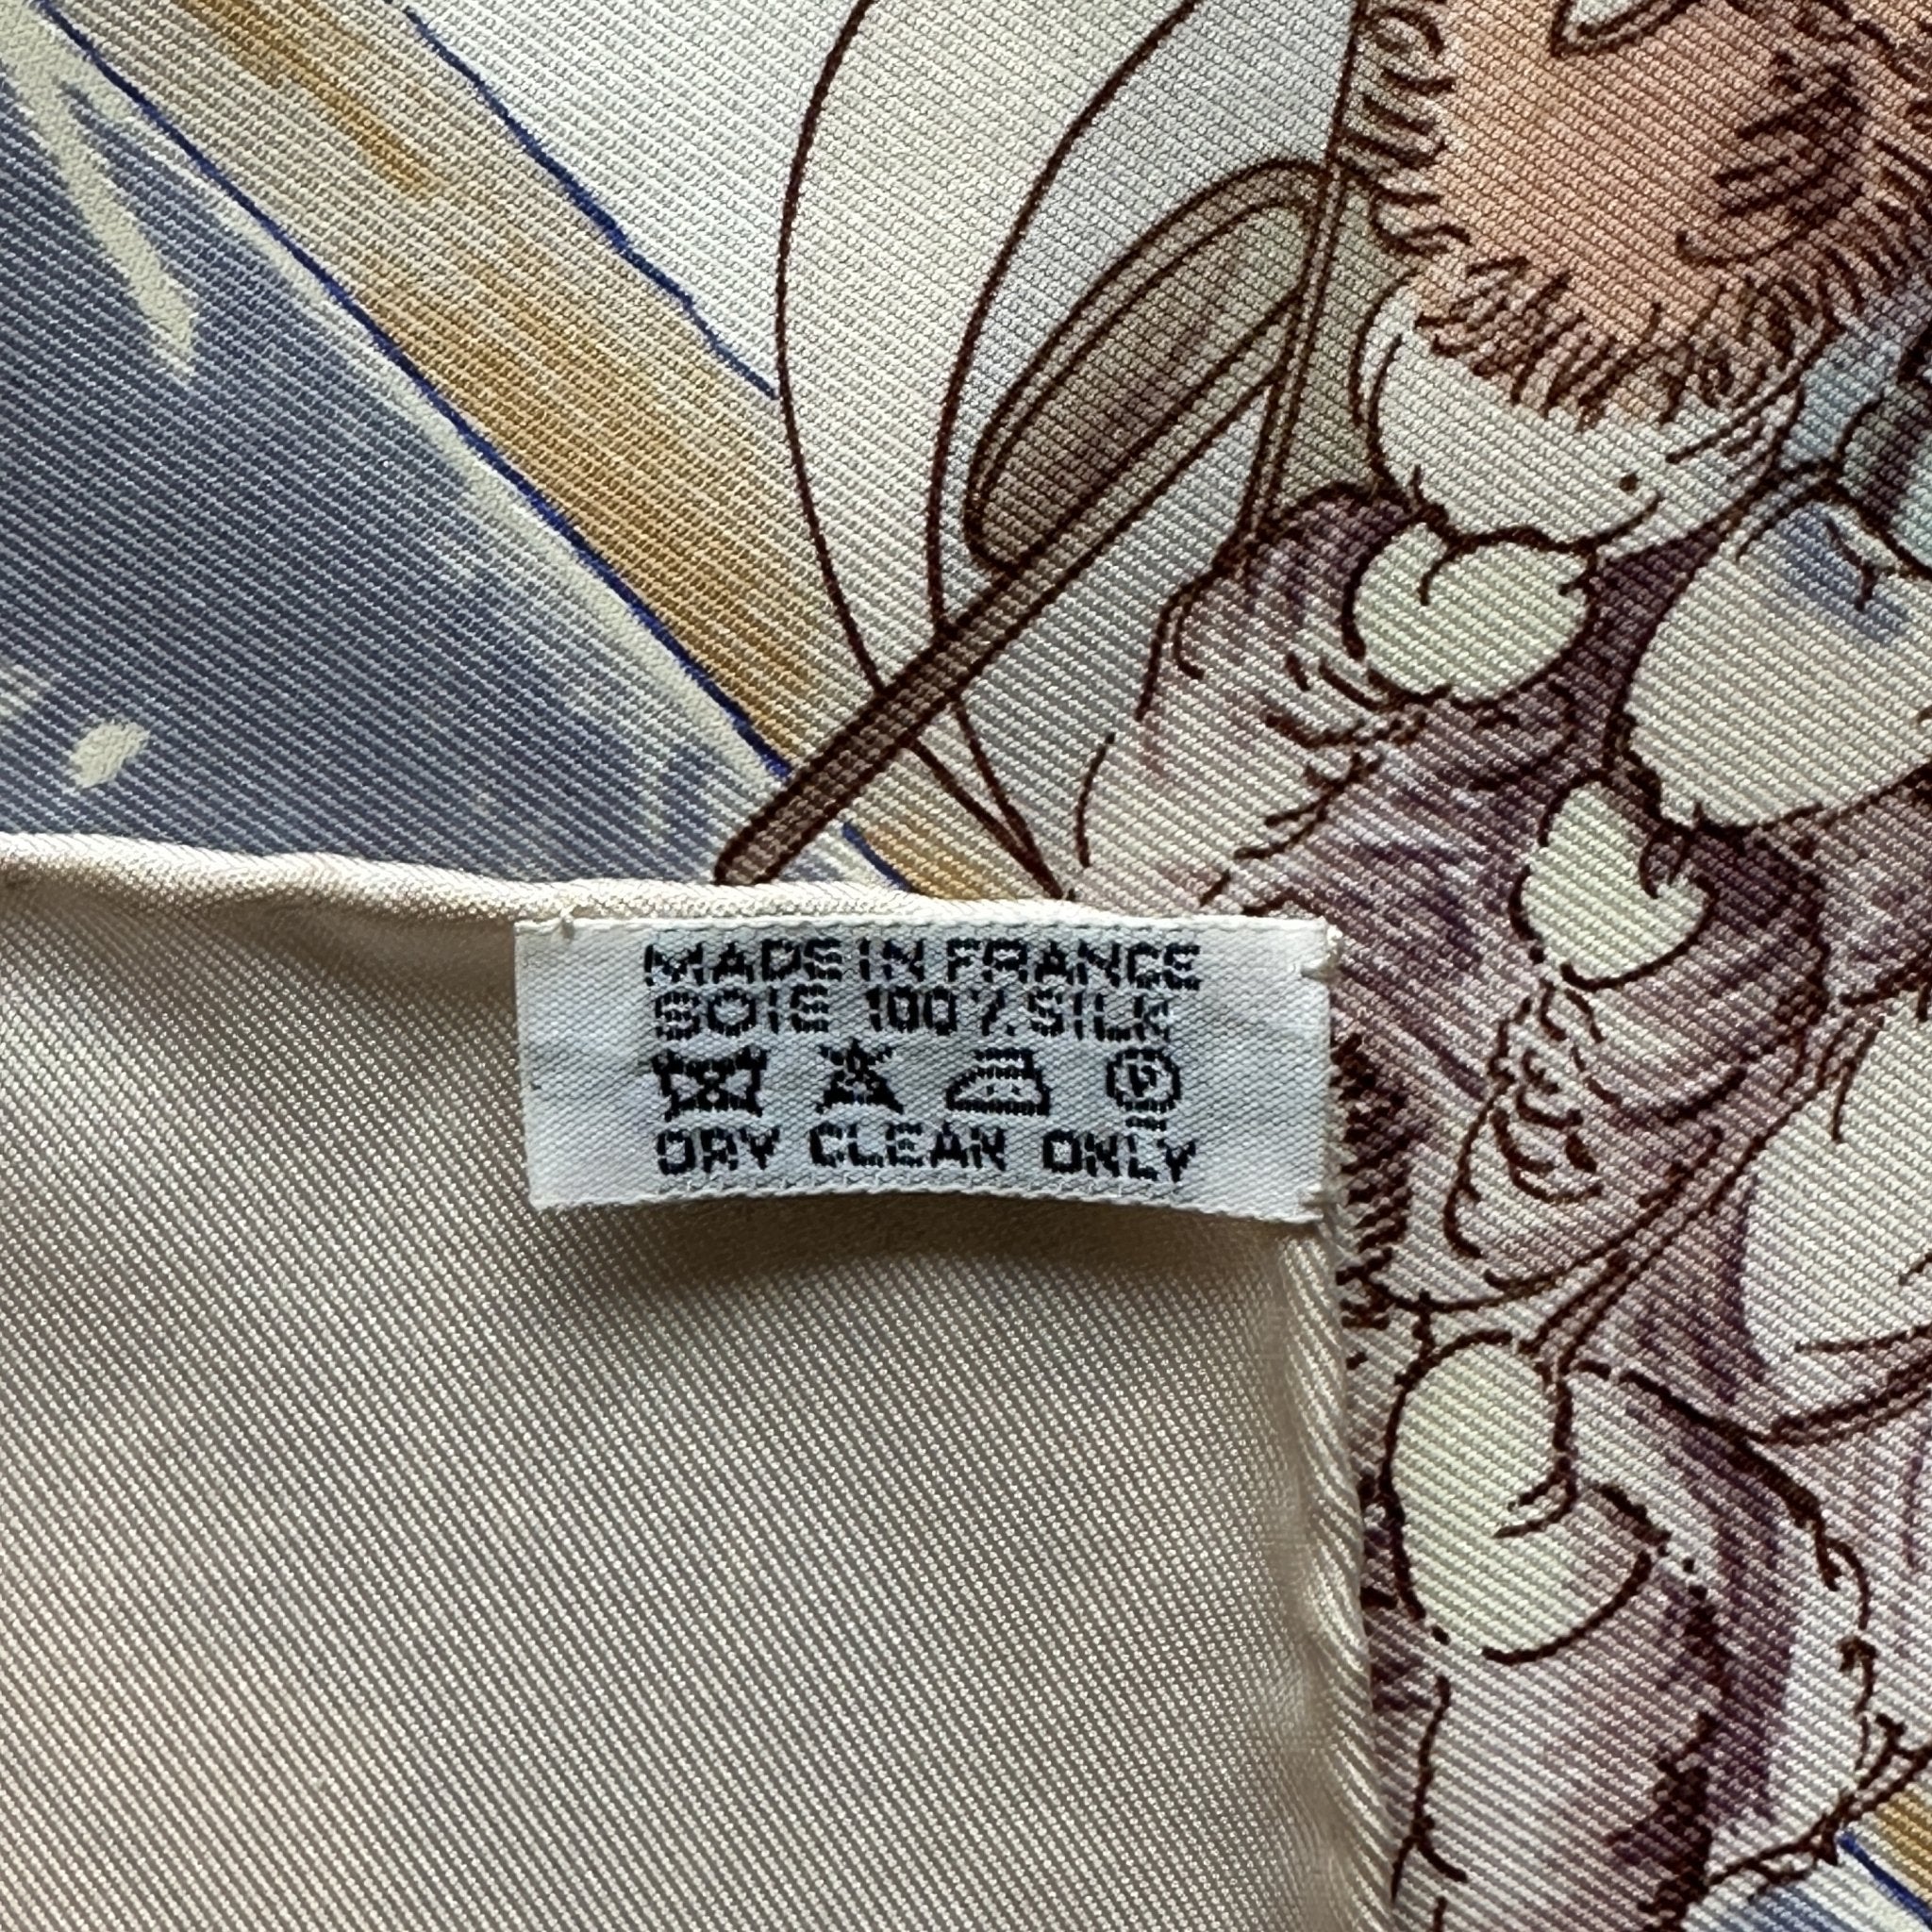 MADE IN FRANCE
SOIE 100% SILK
DRY CLEAN ONLY